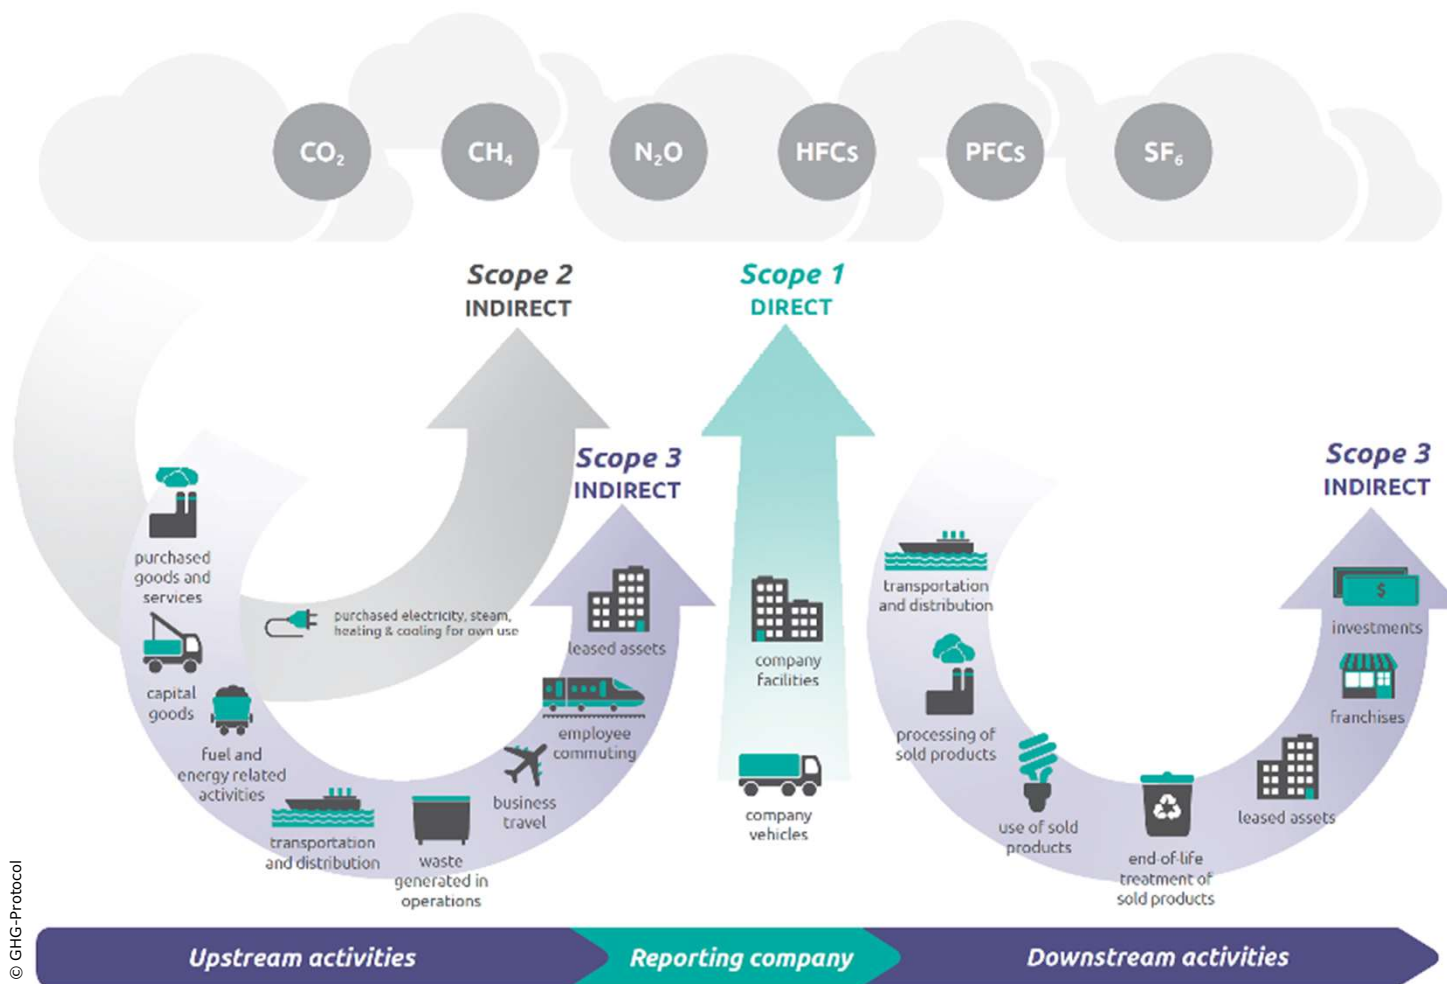 CO₂
CH₄
N₂O
HFCs
PFCs
SF₆
Scope 2
INDIRECT
Scope 1
DIRECT
Scope 3
INDIRECT
Scope 3
INDIRECT
purchased
goods and
services
capital
goods
fuel and
energy related
activities
purchased electricity, steam,
heating & cooling for own use
transportation
and distribution
waste
generated in
operations
business
travel
employee
commuting
leased assets
company
facilities
company
vehicles
transportation
and distribution
processing of
sold products
use of sold
products
end-of-life
treatment of
sold products
leased assets
franchises
$
investments
© GHG-Protocol
Upstream activities
Reporting company
Downstream activities